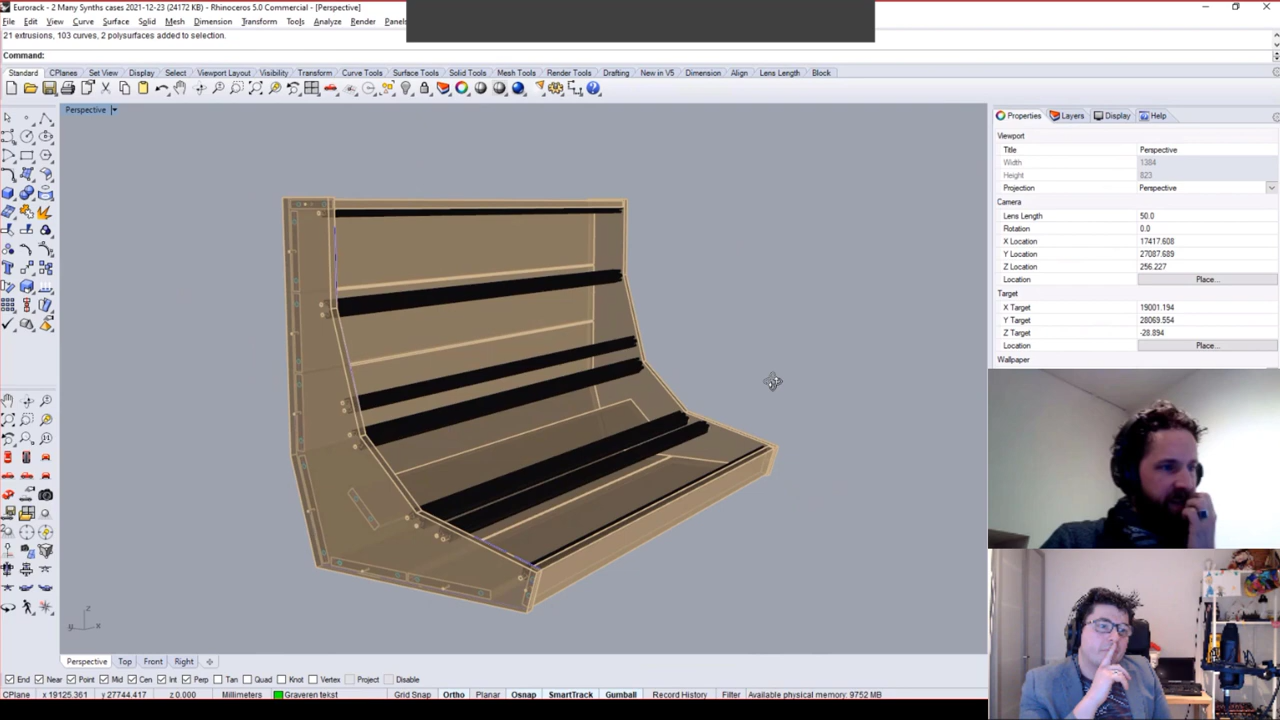 Eurorack - 2 Many Synths cases 2021-12-23 (24172 KB) - Rhinoceros 5.0 Commercial - [Perspective]
File Edit View Curve Surface Solid Mesh Dimension Transform Tools Analyze Render Panels
21 extrusions, 103 curves, 2 polysurfaces added to selection.
Command:
Standard CPlanes Set View Display Select Viewport Layout Visibility Transform Curve Tools Surface Tools Solid Tools Mesh Tools Render Tools Drafting New in V5 Dimension Align Lens Length Block
Perspective
Properties Layers Display Help
Viewport
Title Perspective
Width 1384
Height 823
Projection Perspective
Camera
Lens Length 50.0
Rotation 0.0
X Location 17417.608
Y Location 27087.689
Z Location 256.227
Location Place...
Target
X Target 19001.194
Y Target 28069.554
Z Target -28.894
Location Place...
Wallpaper
z
y x
Perspective Top Front Right
End Near Point Mid Cen Int Perp Tan Quad Knot Vertex Project Disable
CPlane x 19125.361 y 27744.417 z 0.000 Millimeters Graveren tekst Grid Snap Ortho Planar Osnap SmartTrack Gumball Record History Filter Available physical memory: 9752 MB